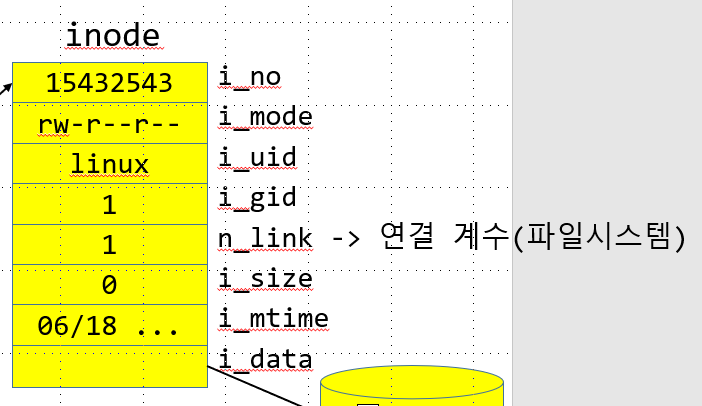 inode
15432543 i_no
rw-r--r-- i_mode
linux i_uid
1 i_gid
1 n_link -> 연결 계수(파일시스템)
0 i_size
06/18 ... i_mtime
i_data